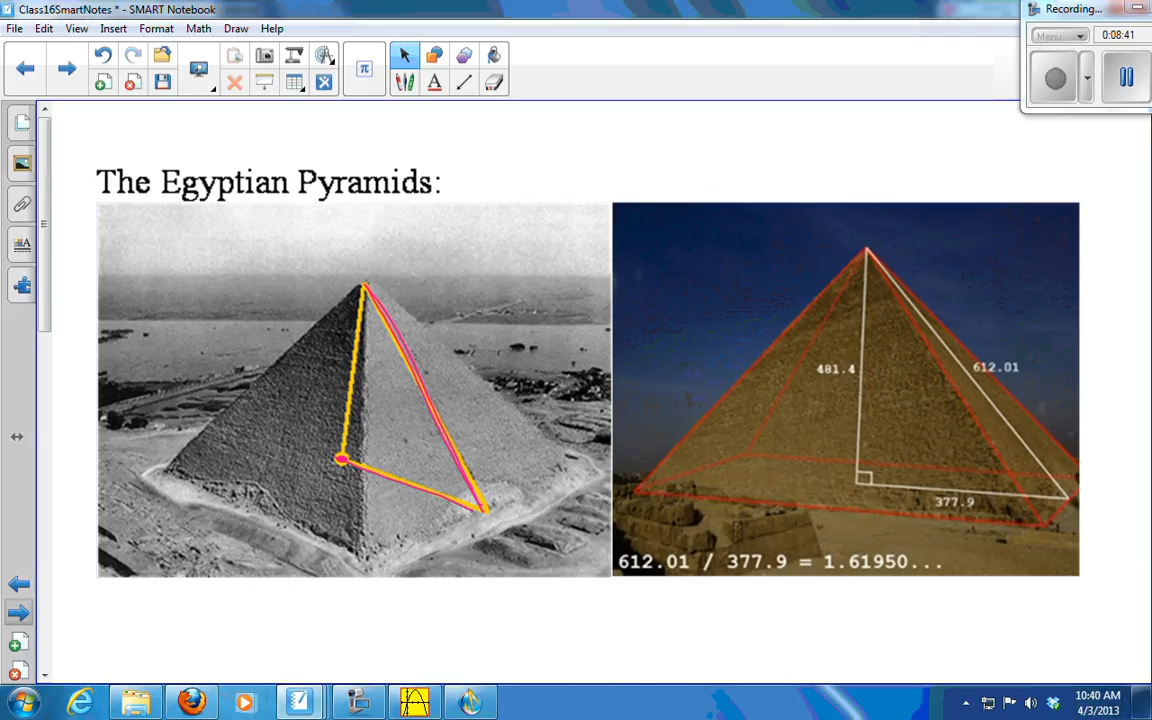 Class16SmartNotes * - SMART Notebook
Recording...
File Edit View Insert Format Math Draw Help
Menu
0:08:41
π
A
The Egyptian Pyramids:
481.4
612.01
377.9
612.01 / 377.9 = 1.61950...
10:40 AM
4/3/2013